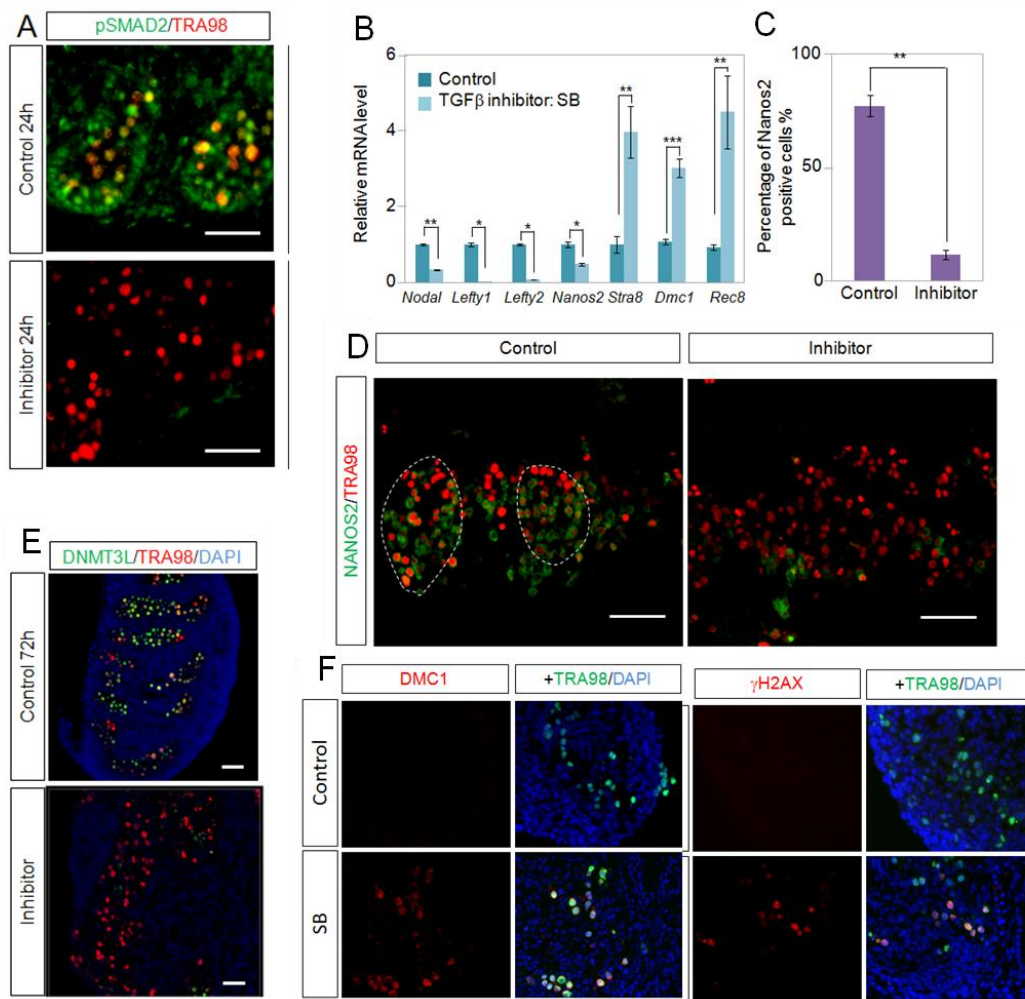 A
pSMAD2/TRA98
Control 24h
Inhibitor 24h
B
Relative mRNAlevel
6
4
2
0
Control
TGFβ inhibitor: SB
**
*
*
*
**
***
**
Nodal Lefty1 Lefty2 Nanos2 Stra8 Dmc1 Rec8
C
Percentage of Nanos2
positive cells %
100
50
0
**
Control Inhibitor
D
Control
Inhibitor
NANOS2/TRA98
E
DNMT3L/TRA98/DAPI
Control 72h
Inhibitor
F
DMC1
+TRA98/DAPI
γH2AX
+TRA98/DAPI
Control
SB